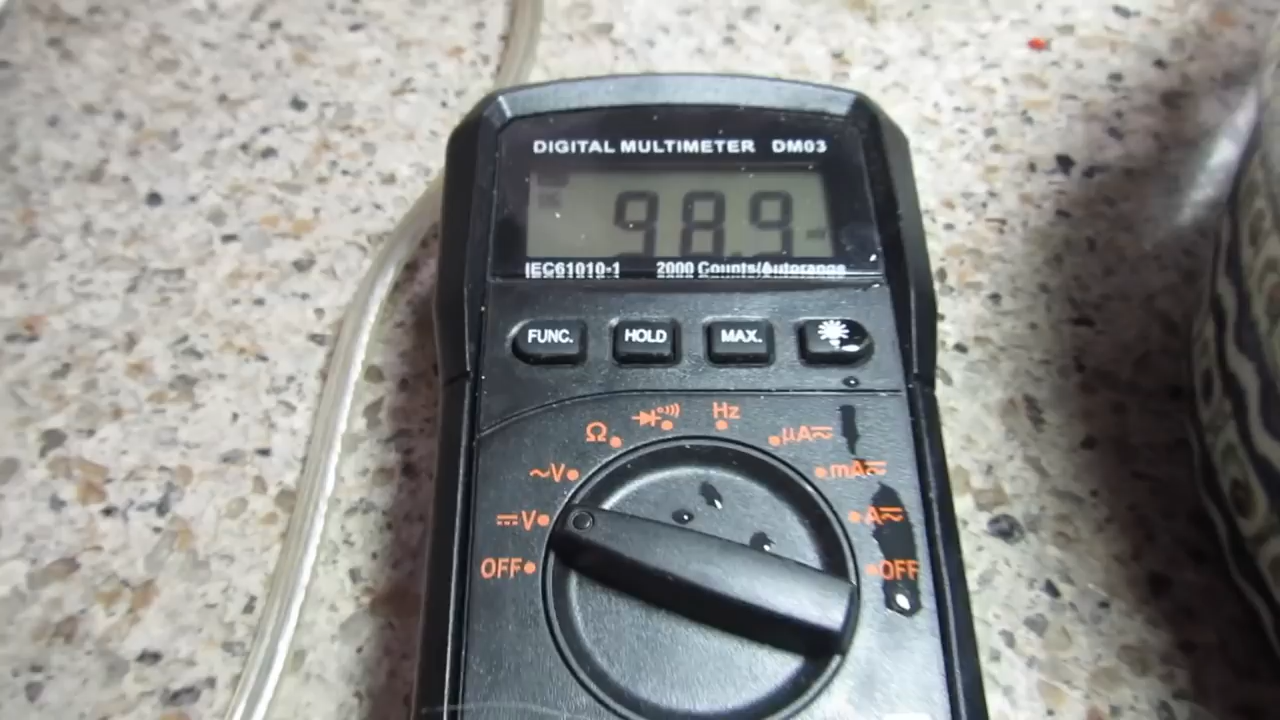 DIGITAL MULTIMETER DM03
98.9
IEC61010-1 2000 Counts/Autorange
FUNC. HOLD MAX.
Hz
Ω µA
~V mA
V A
OFF OFF